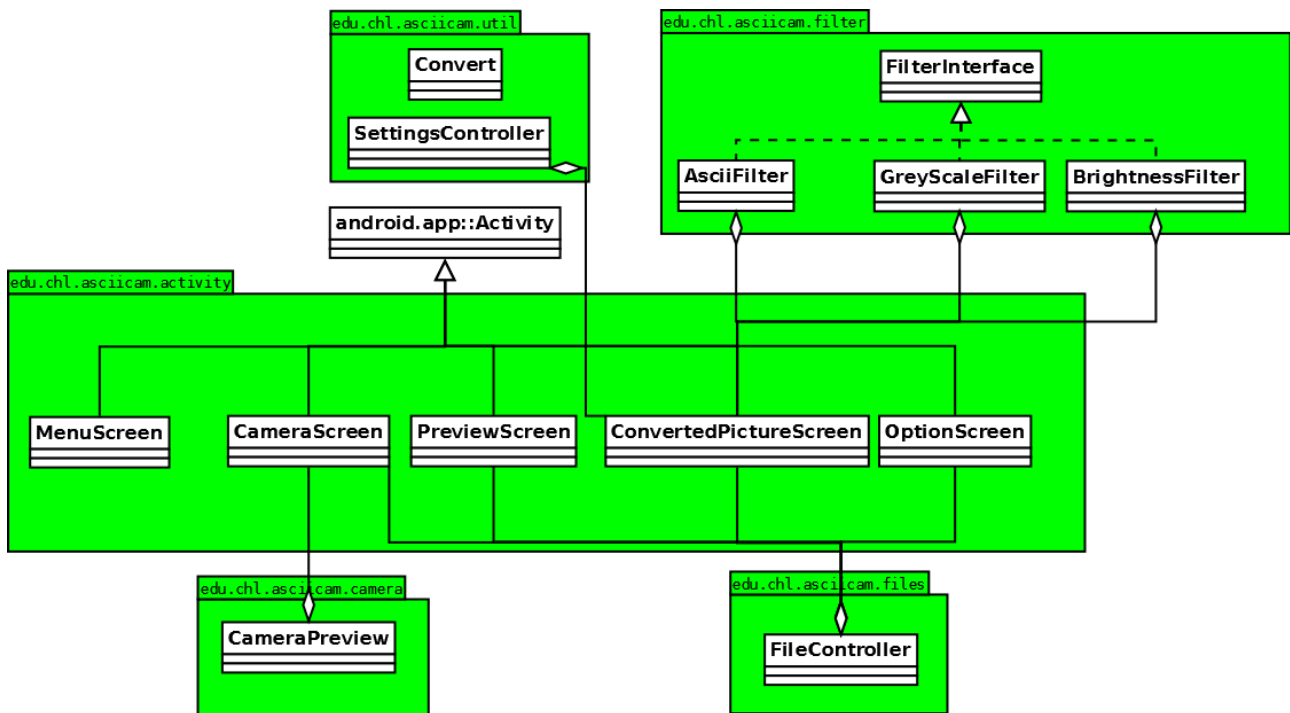 edu.chl.asciicam.util
edu.chl.asciicam.filter
Convert
FilterInterface
SettingsController
AsciiFilter
GreyScaleFilter
BrightnessFilter
android.app::Activity
edu.chl.asciicam.activity
MenuScreen
CameraScreen
PreviewScreen
ConvertedPictureScreen
OptionScreen
edu.chl.asciicam.camera
edu.chl.asciicam.files
CameraPreview
FileController